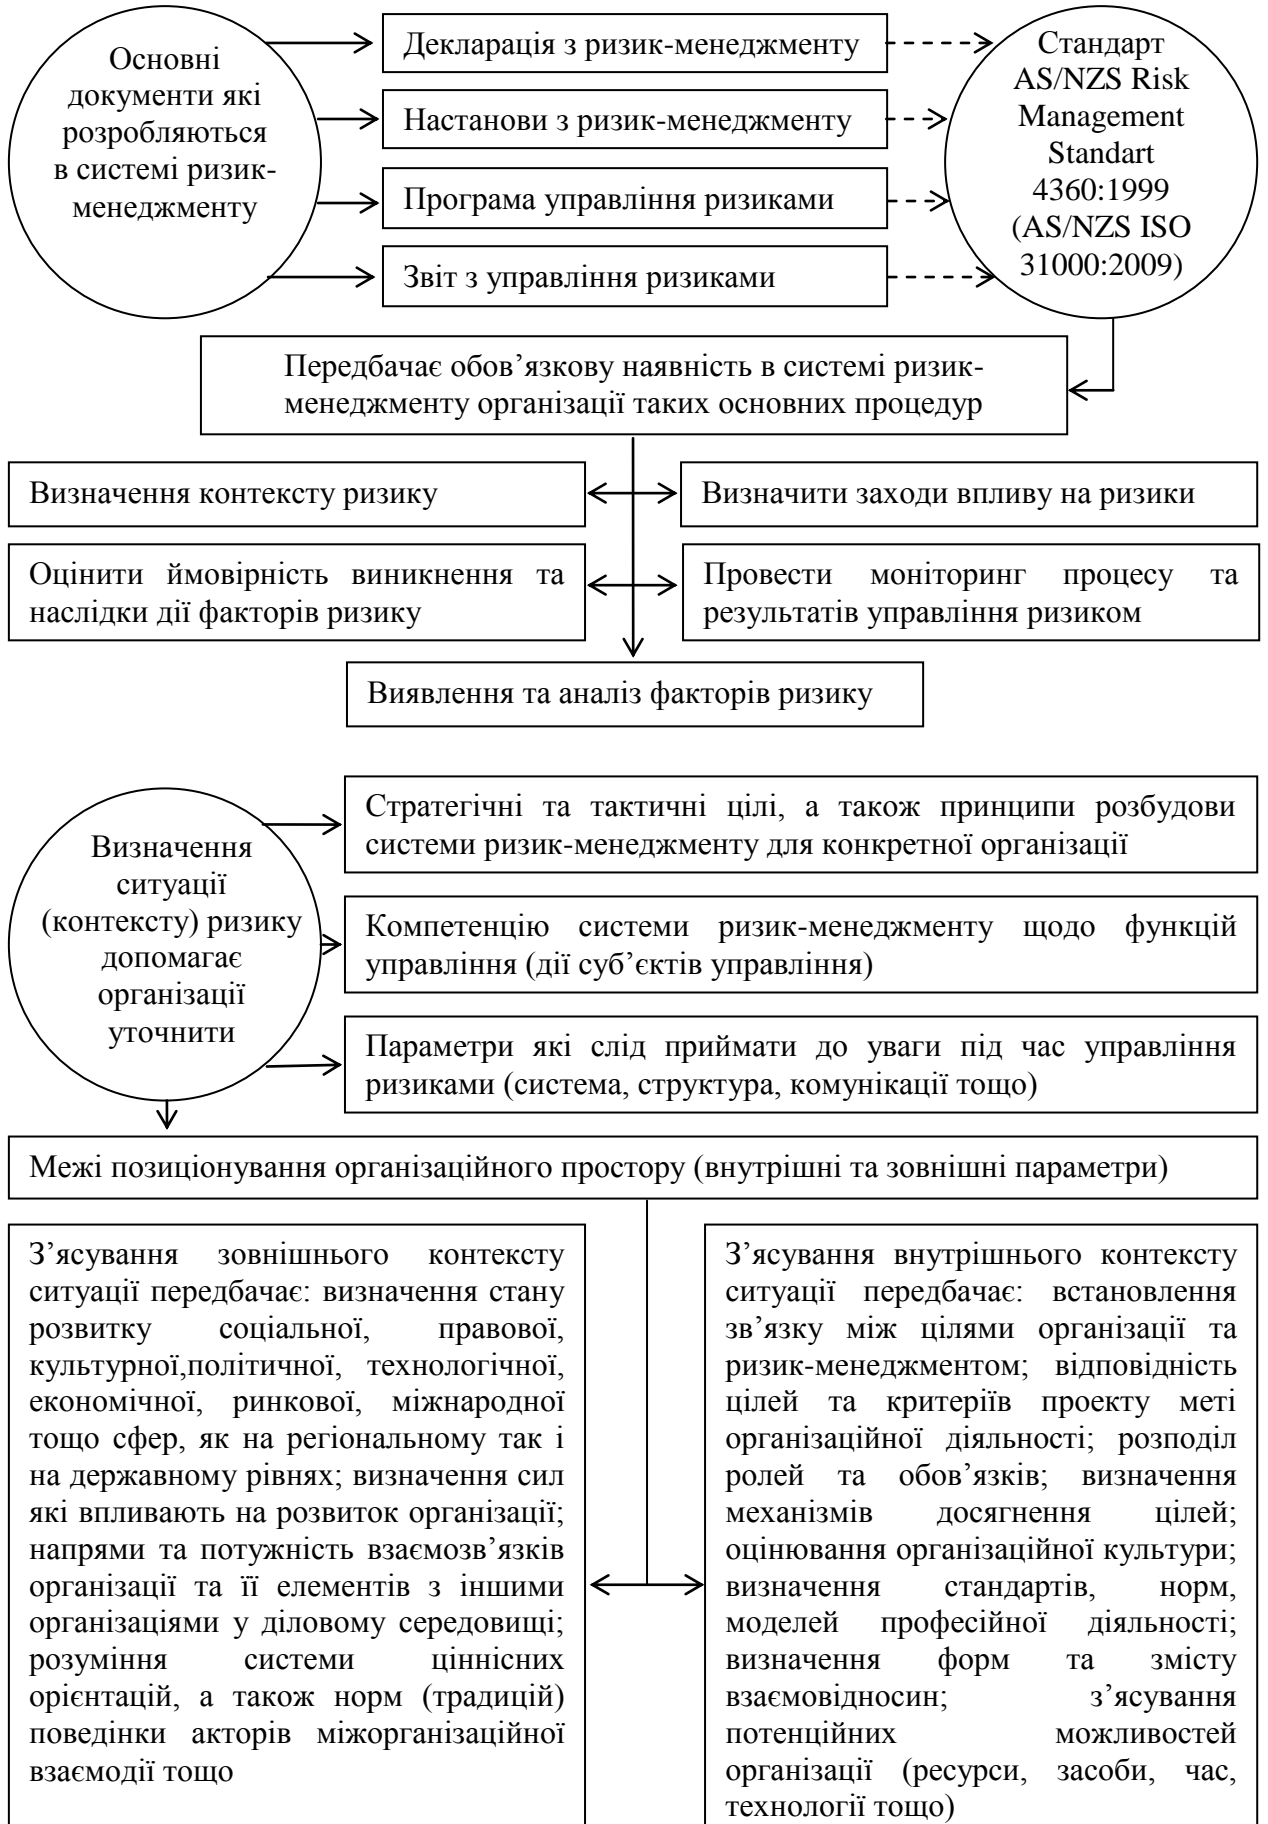 Основні
документи які
розробляються
в системі ризик-
менеджменту
Декларація з ризик-менеджменту
Настанови з ризик-менеджменту
Програма управління ризиками
Звіт з управління ризиками
Стандарт
AS/NZS Risk
Management
Standart
4360:1999
(AS/NZS ISO
31000:2009)
Передбачає обов’язкову наявність в системі ризик-
менеджменту організації таких основних процедур
Визначення контексту ризику
Визначити заходи впливу на ризики
Оцінити ймовірність виникнення та
наслідки дії факторів ризику
Провести моніторинг процесу та
результатів управління ризиком
Виявлення та аналіз факторів ризику
Визначення
ситуації
(контексту) ризику
допомагає
організації
уточнити
Стратегічні та тактичні цілі, а також принципи розбудови
системи ризик-менеджменту для конкретної організації
Компетенцію системи ризик-менеджменту щодо функцій
управління (дії суб’єктів управління)
Параметри які слід приймати до уваги під час управління
ризиками (система, структура, комунікації тощо)
Межі позиціонування організаційного простору (внутрішні та зовнішні параметри)
З’ясування зовнішнього контексту
ситуації передбачає: визначення стану
розвитку соціальної, правової,
культурної,політичної, технологічної,
економічної, ринкової, міжнародної
тощо сфер, як на регіональному так і
на державному рівнях; визначення сил
які впливають на розвиток організації;
напрями та потужність взаємозв’язків
організації та її елементів з іншими
організаціями у діловому середовищі;
розуміння системи ціннісних
орієнтацій, а також норм (традицій)
поведінки акторів міжорганізаційної
взаємодії тощо
З’ясування внутрішнього контексту
ситуації передбачає: встановлення
зв’язку між цілями організації та
ризик-менеджментом; відповідність
цілей та критеріїв проекту меті
організаційної діяльності; розподіл
ролей та обов’язків; визначення
механізмів досягнення цілей;
оцінювання організаційної культури;
визначення стандартів, норм,
моделей професійної діяльності;
визначення форм та змісту
взаємовідносин; з’ясування
потенційних можливостей
організації (ресурси, засоби, час,
технології тощо)